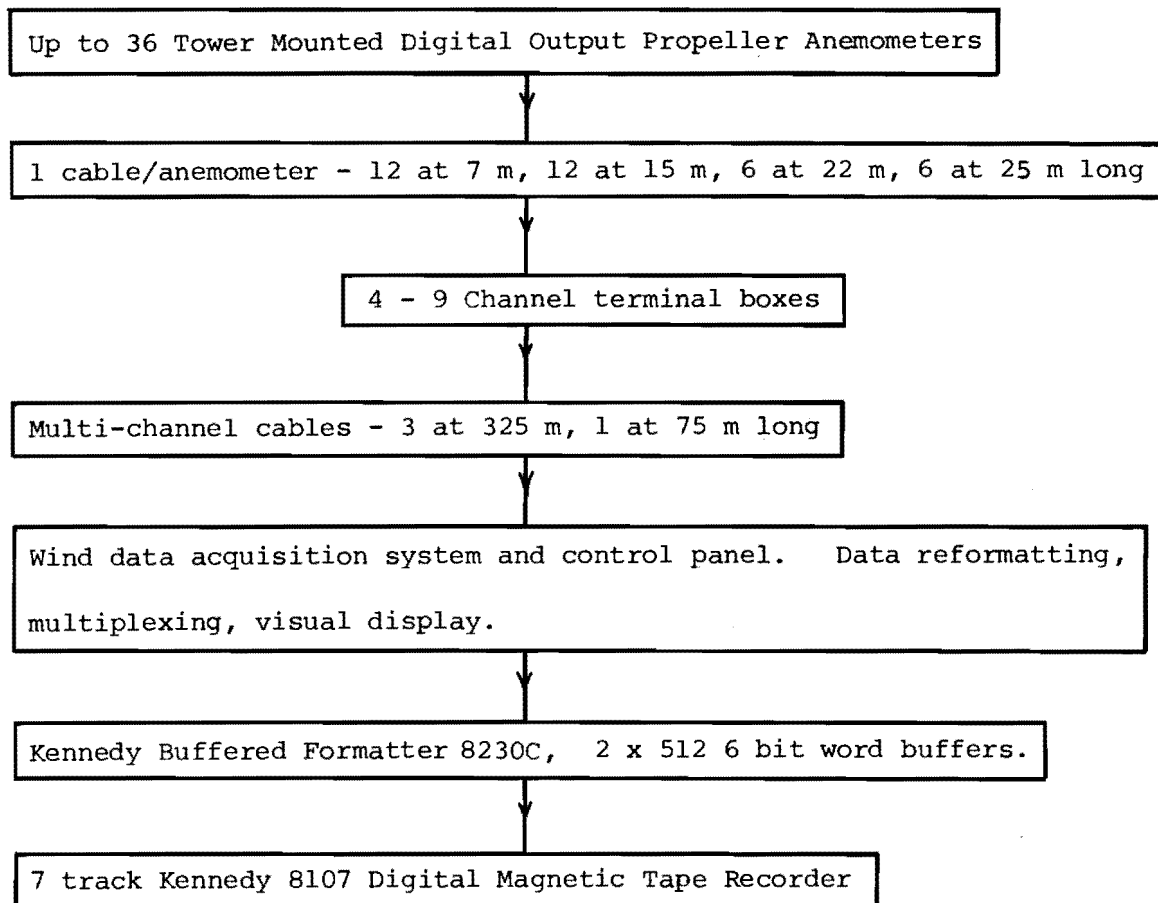 Up to 36 Tower Mounted Digital Output Propeller Anemometers
1 cable/anemometer - 12 at 7 m, 12 at 15 m, 6 at 22 m, 6 at 25 m long
4 - 9 Channel terminal boxes
Multi-channel cables - 3 at 325 m, 1 at 75 m long
Wind data acquisition system and control panel. Data reformatting,
multiplexing, visual display.
Kennedy Buffered Formatter 8230C, 2 x 512 6 bit word buffers.
7 track Kennedy 8107 Digital Magnetic Tape Recorder